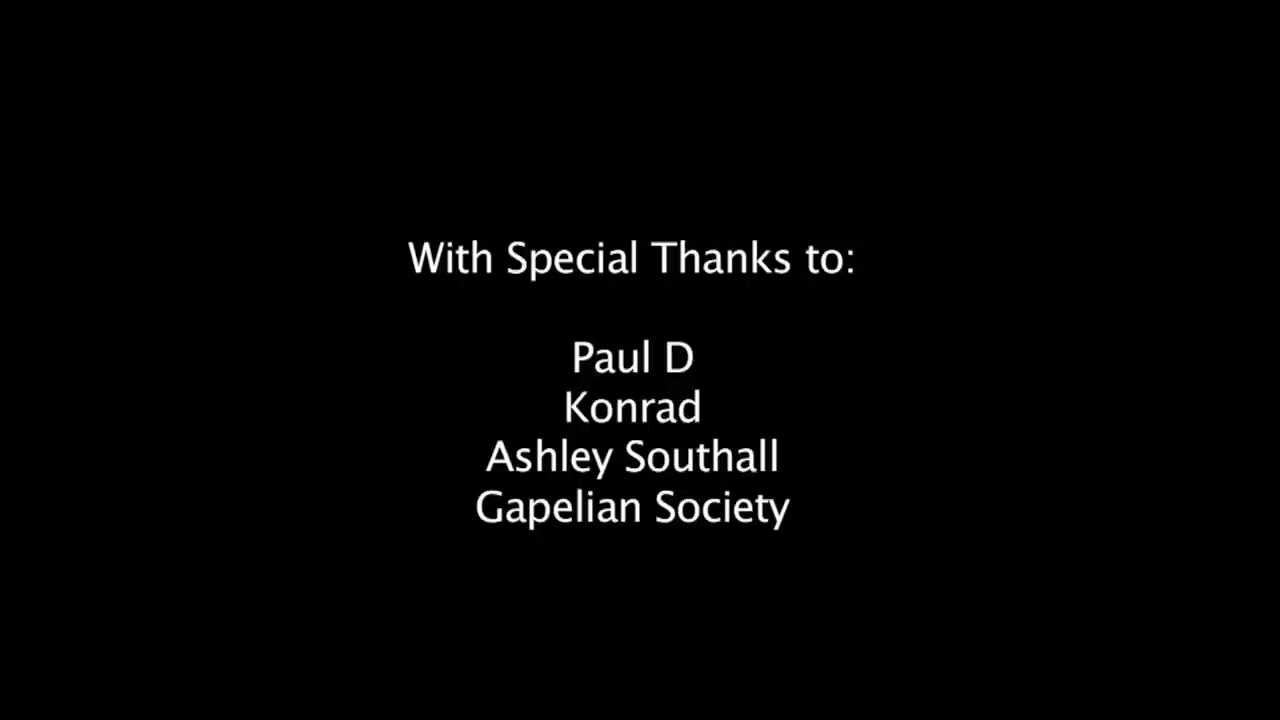 With Special Thanks to:
Paul D
Konrad
Ashley Southall
Gapelian Society